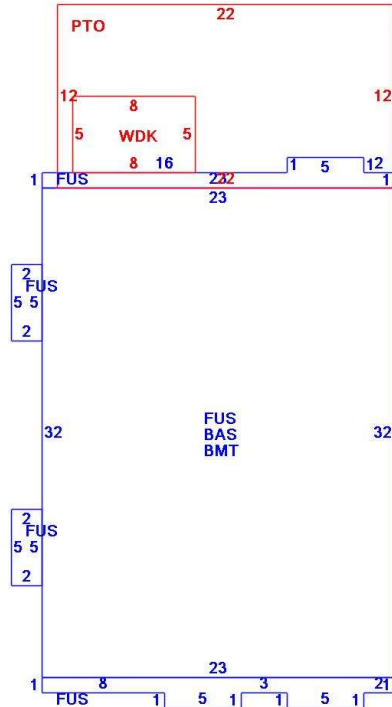 22
PTO
12 12
8
5 WDK 5
8 16 1 5 12
1 FUS 23 22 1
23
2
FUS
5 5
2
FUS
32 BAS 32
BMT
2
FUS
5 5
2
23
1 8 3 21
FUS 1 5 1 1 5 1